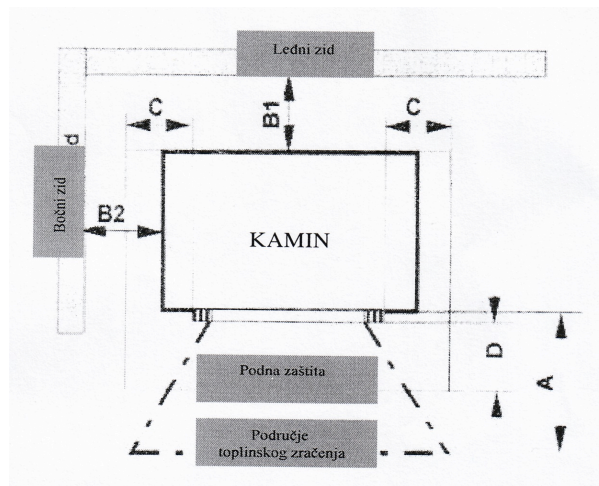 Leđni zid
C
B1
C
d
Bočni zid
B2
KAMIN
D
A
Podna zaštita
Područje
toplinskog zračenja